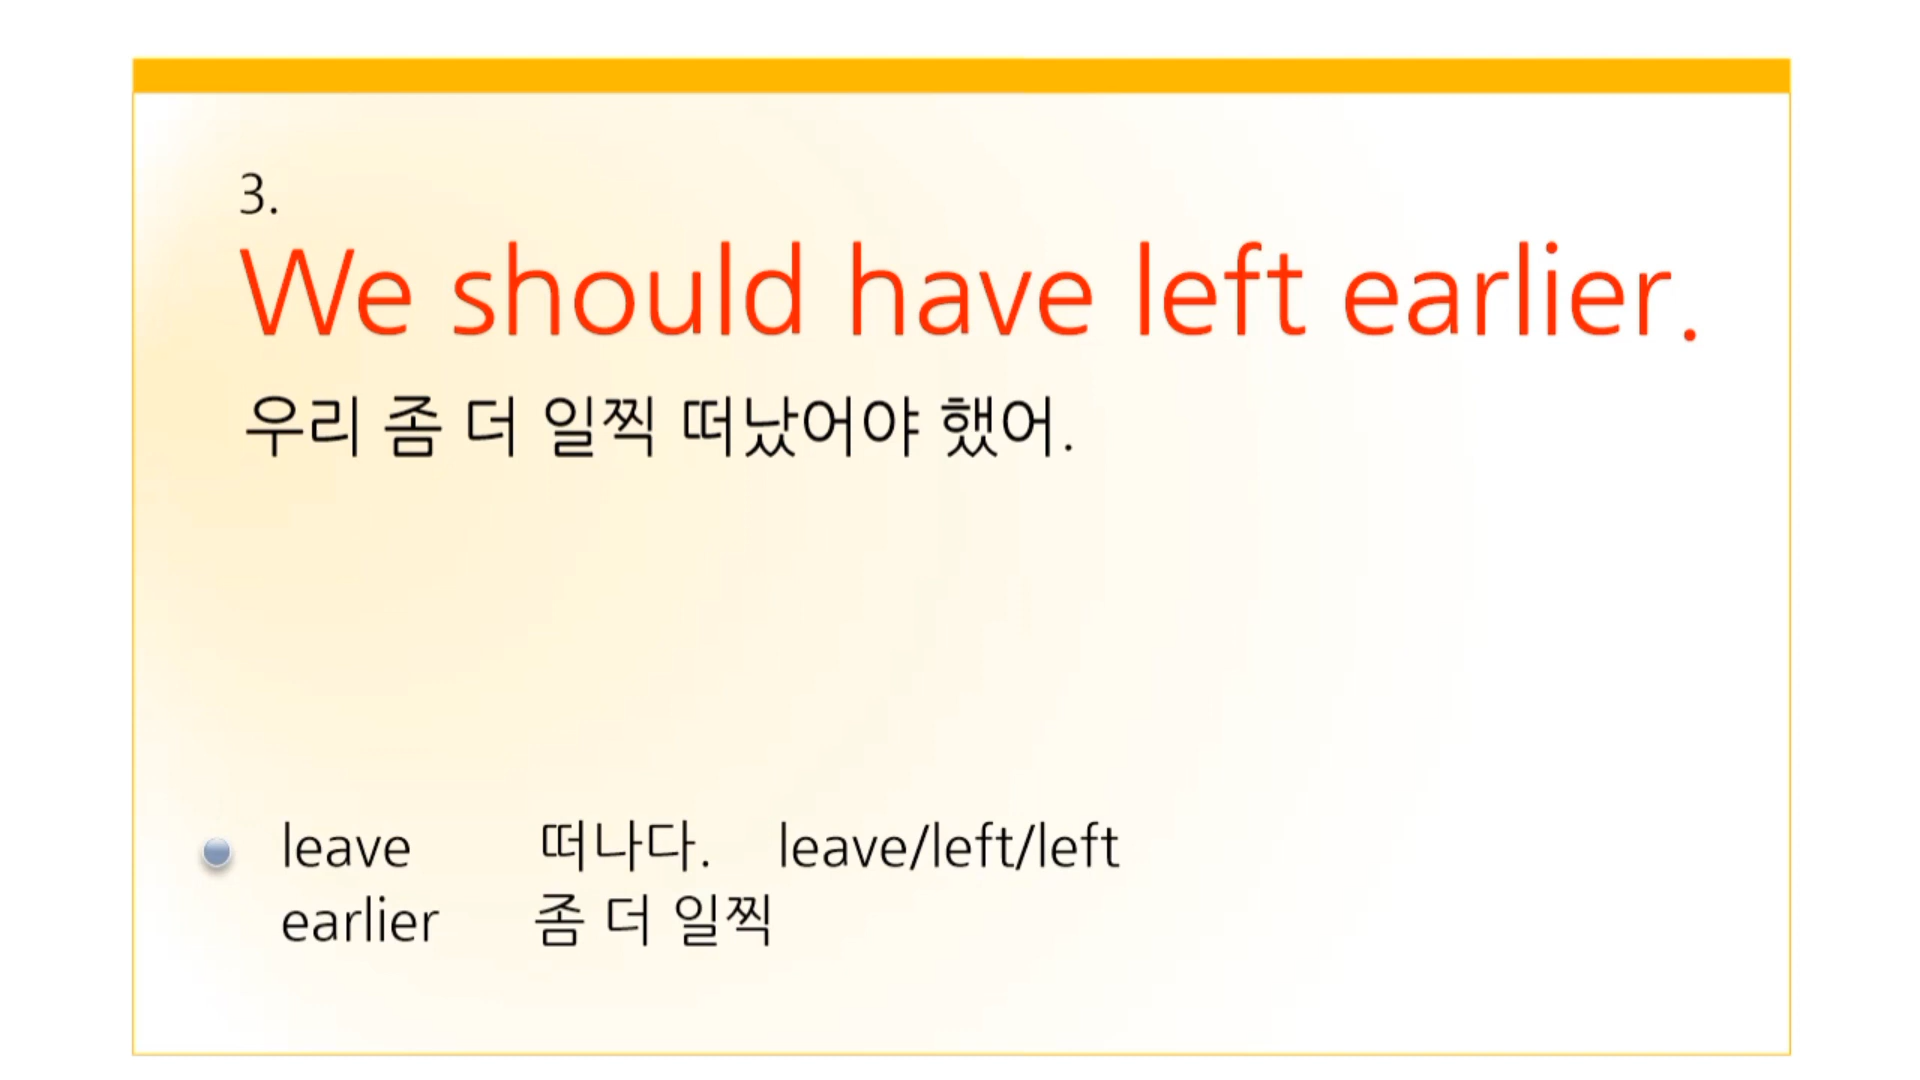 3.
We should have left earlier.
우리 좀 더 일찍 떠났어야 했어.
leave 떠나다. leave/left/left
earlier 좀 더 일찍